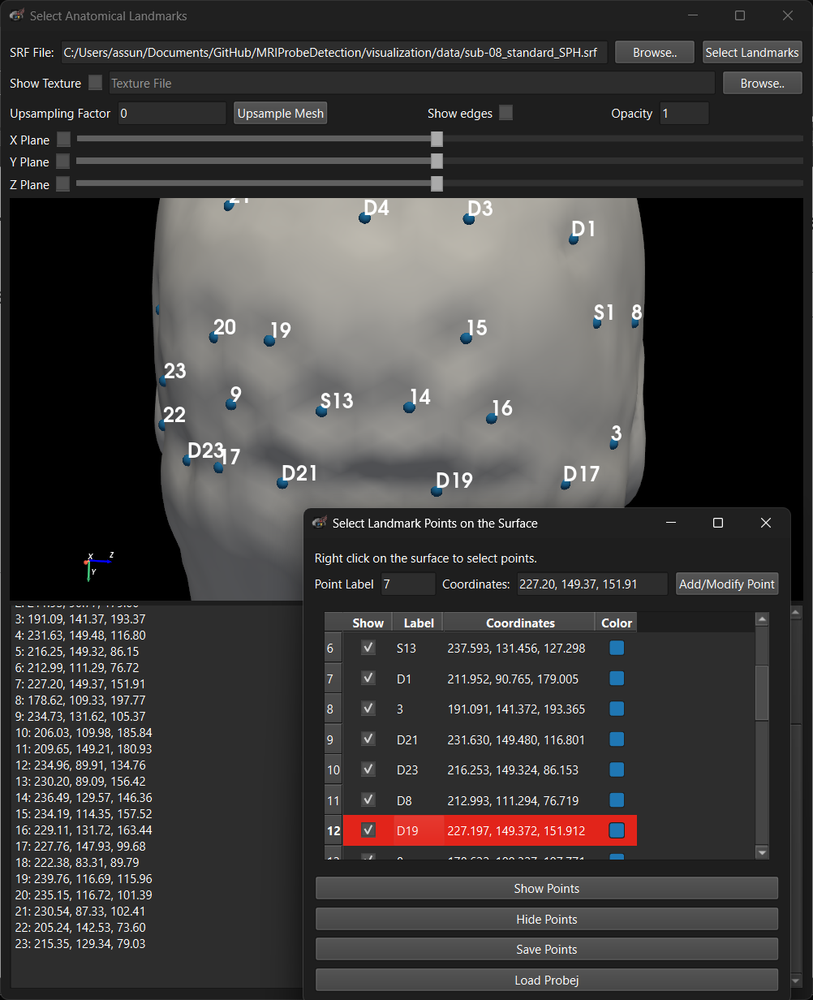 Select Anatomical Landmarks
SRF File: C:/Users/assun/Documents/GitHub/MRIProbeDetection/visualization/data/sub-08_standard_SPH.srf Browse.. Select Landmarks
Show Texture Texture File Browse..
Upsampling Factor 0 Upsample Mesh Show edges Opacity 1
X Plane
Y Plane
Z Plane
21 D4 D3
D1
S1 8
20 19 15
23
9 S13 14 16
22
3
D23 17
D21 D19 D17
X Z
Y
3: 191.09, 141.37, 193.37
4: 231.63, 149.48, 116.80
5: 216.25, 149.32, 86.15
6: 212.99, 111.29, 76.72
7: 227.20, 149.37, 151.91
8: 178.62, 109.33, 197.77
9: 234.73, 131.62, 105.37
10: 206.03, 109.98, 185.84
11: 209.65, 149.21, 180.93
12: 234.96, 89.91, 134.76
13: 230.20, 89.09, 156.42
14: 236.49, 129.57, 146.36
15: 234.19, 114.35, 157.52
16: 229.11, 131.72, 163.44
17: 227.76, 147.93, 99.68
18: 222.38, 83.31, 89.79
19: 239.76, 116.69, 115.96
20: 235.15, 116.72, 101.39
21: 230.54, 87.33, 102.41
22: 205.24, 142.53, 73.60
23: 215.35, 129.34, 79.03
Select Landmark Points on the Surface
Right click on the surface to select points.
Point Label 7 Coordinates: 227.20, 149.37, 151.91 Add/Modify Point
Show Label Coordinates Color
6 S13 237.593, 131.456, 127.298
7 D1 211.952, 90.765, 179.005
8 3 191.091, 141.372, 193.365
9 D21 231.630, 149.480, 116.801
10 D23 216.253, 149.324, 86.153
11 D8 212.993, 111.294, 76.719
12 D19 227.197, 149.372, 151.912
Show Points
Hide Points
Save Points
Load Probej